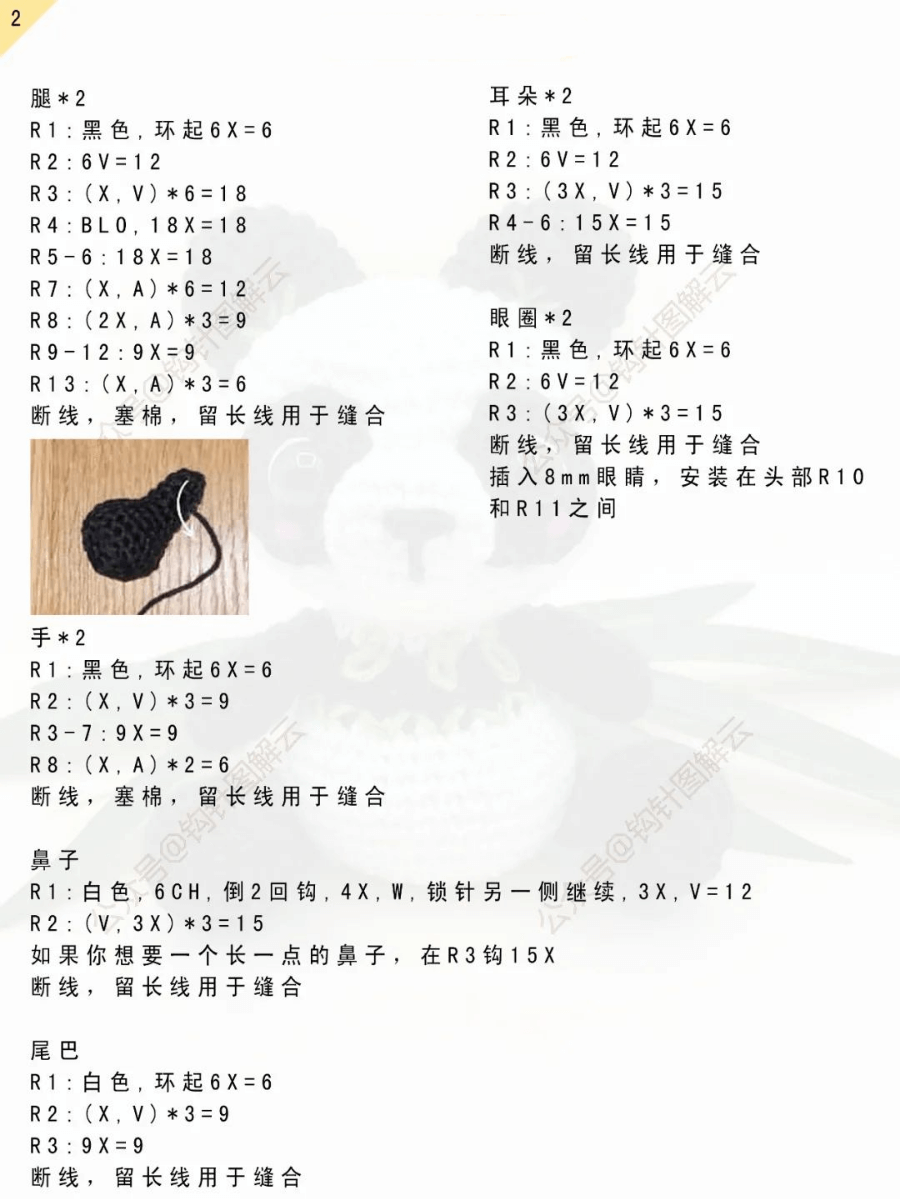 2
腿*2
R1:黑色,环起6X=6
R2:6V=12
R3:(X,V)*6=18
R4:BLO,18X=18
R5-6:18X=18
R7:(X,A)*6=12
R8:(2X,A)*3=9
R9-12:9X=9
R13:(X,A)*3=6
断线，塞棉，留长线用于缝合
手*2
R1:黑色,环起6X=6
R2:(X,V)*3=9
R3-7:9X=9
R8:(X,A)*2=6
断线，塞棉，留长线用于缝合
鼻子
R1:白色,6CH,倒2回钩,4X,W,锁针另一侧继续,3X,V=12
R2:(V,3X)*3=15
如果你想要一个长一点的鼻子，在R3钩15X
断线，留长线用于缝合
尾巴
R1:白色,环起6X=6
R2:(X,V)*3=9
R3:9X=9
断线，留长线用于缝合
耳朵*2
R1:黑色,环起6X=6
R2:6V=12
R3:(3X,V)*3=15
R4-6:15X=15
断线，留长线用于缝合
眼圈*2
R1:黑色,环起6X=6
R2:6V=12
R3:(3X,V)*3=15
断线，留长线用于缝合
插入8mm眼睛，安装在头部R10
和R11之间
公众号@钩针图解云
公众号@钩针图解云
公众号@钩针图解云
公众号@钩针图解云